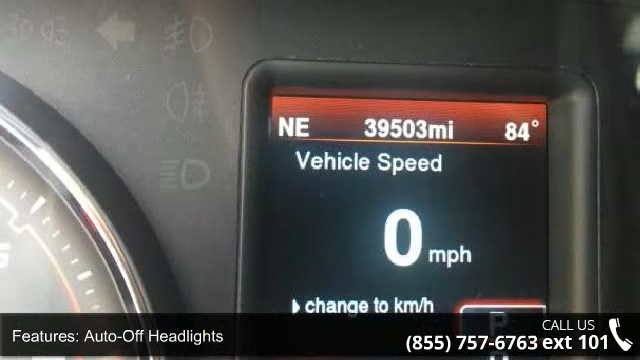 NE 39503mi 84°
Vehicle Speed
0 mph
change to km/h
P
Features: Auto-Off Headlights
CALL US
(855) 757-6763 ext 101